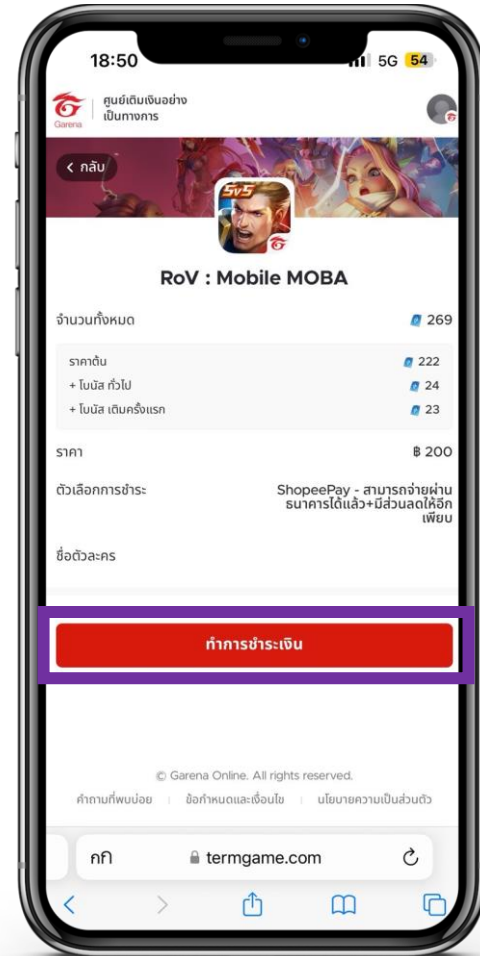 18:50
5G 54
Garena
ศูนย์เติมเงินอย่าง
เป็นทางการ
กลับ
5v5
RoV : Mobile MOBA
จำนวนทั้งหมด 269
ราคาต้น 222
+ โบนัส ทั่วไป 24
+ โบนัส เติมครั้งแรก 23
ราคา ฿ 200
ตัวเลือกการชำระ ShopeePay - สามารถจ่ายผ่าน
ธนาคารได้แล้ว+มีส่วนลดให้อีก
เพียบ
ชื่อตัวละคร
ทำการชำระเงิน
© Garena Online. All rights reserved.
คำถามที่พบบ่อย ข้อกำหนดและเงื่อนไข นโยบายความเป็นส่วนตัว
กก termgame.com